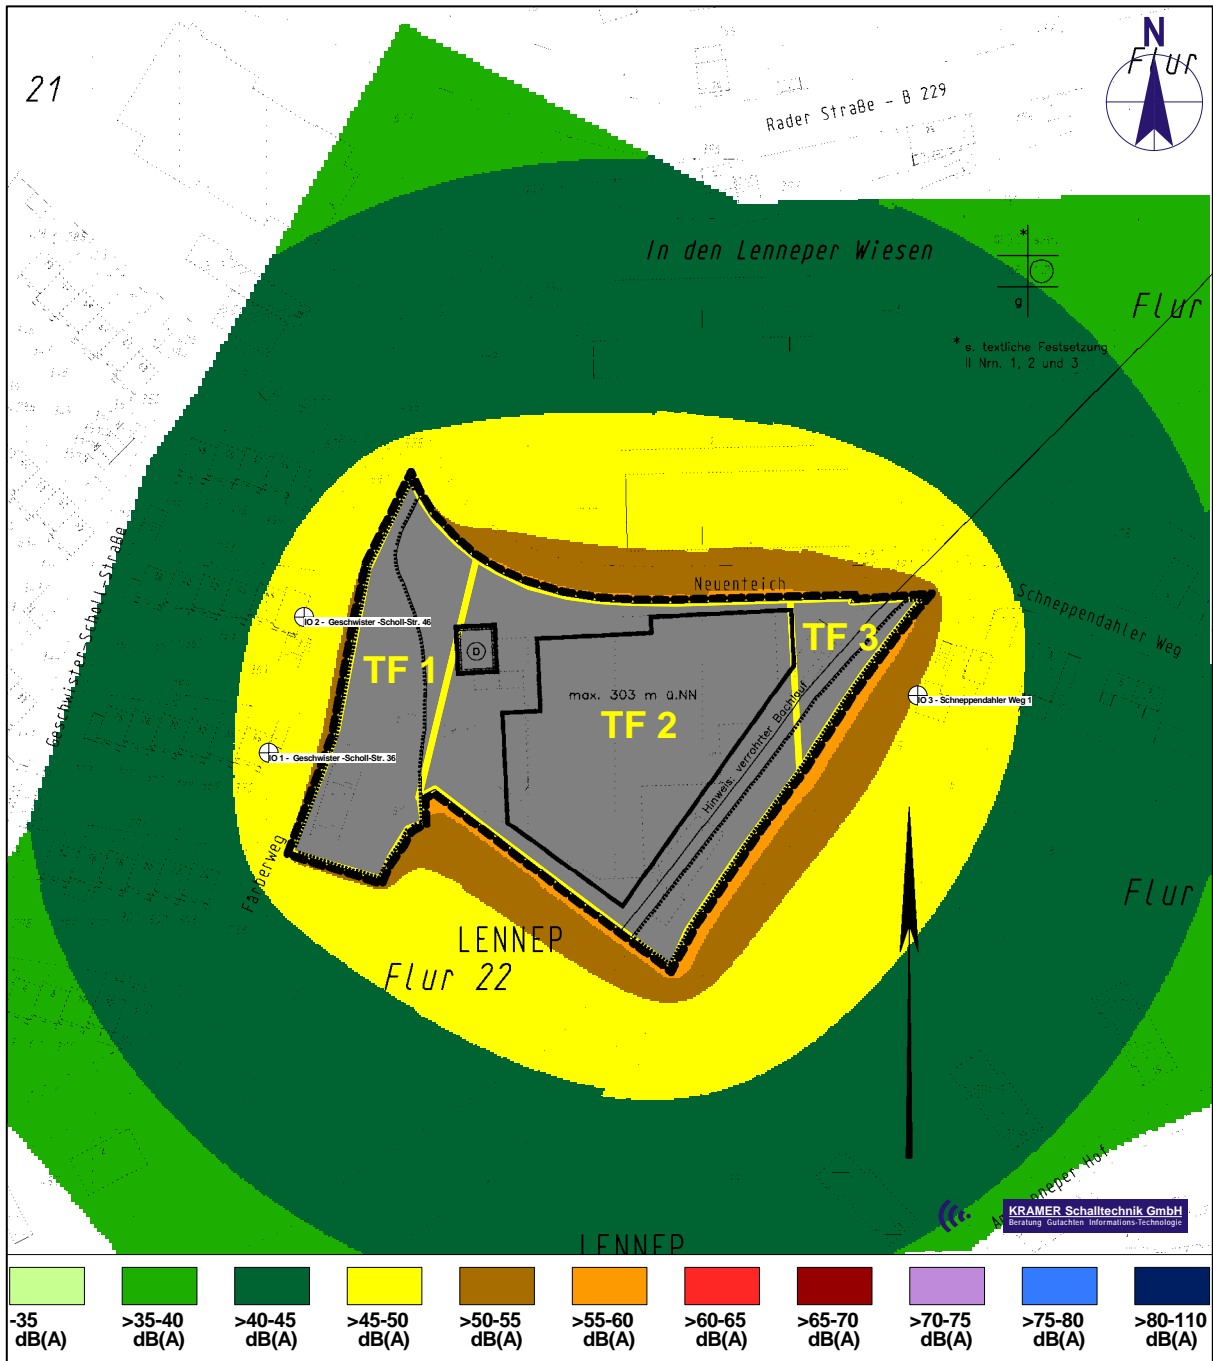 N
Flur
21
Rader Straße - B 229
In den Lenneper Wiesen
*
g
Flur
* s. textliche Festsetzung
II Nrn. 1, 2 und 3
Geschwister-Scholl-Straße
Neuenteich
Schneppendahler Weg
IO 2 - Geschwister -Scholl-Str. 46
TF 1
D
TF 3
max. 303 m ü.NN
TF 2
IO 3 - Schneppendahler Weg 1
IO 1 - Geschwister -Scholl-Str. 36
Hinweis: verrohrter Bachlauf
Färberweg
Flur
LENNEP
Flur 22
Hof
KRAMER Schalltechnik GmbH
Beratung Gutachten Informations-Technologie
LENNEP
-35 dB(A)
>35-40 dB(A)
>40-45 dB(A)
>45-50 dB(A)
>50-55 dB(A)
>55-60 dB(A)
>60-65 dB(A)
>65-70 dB(A)
>70-75 dB(A)
>75-80 dB(A)
>80-110 dB(A)